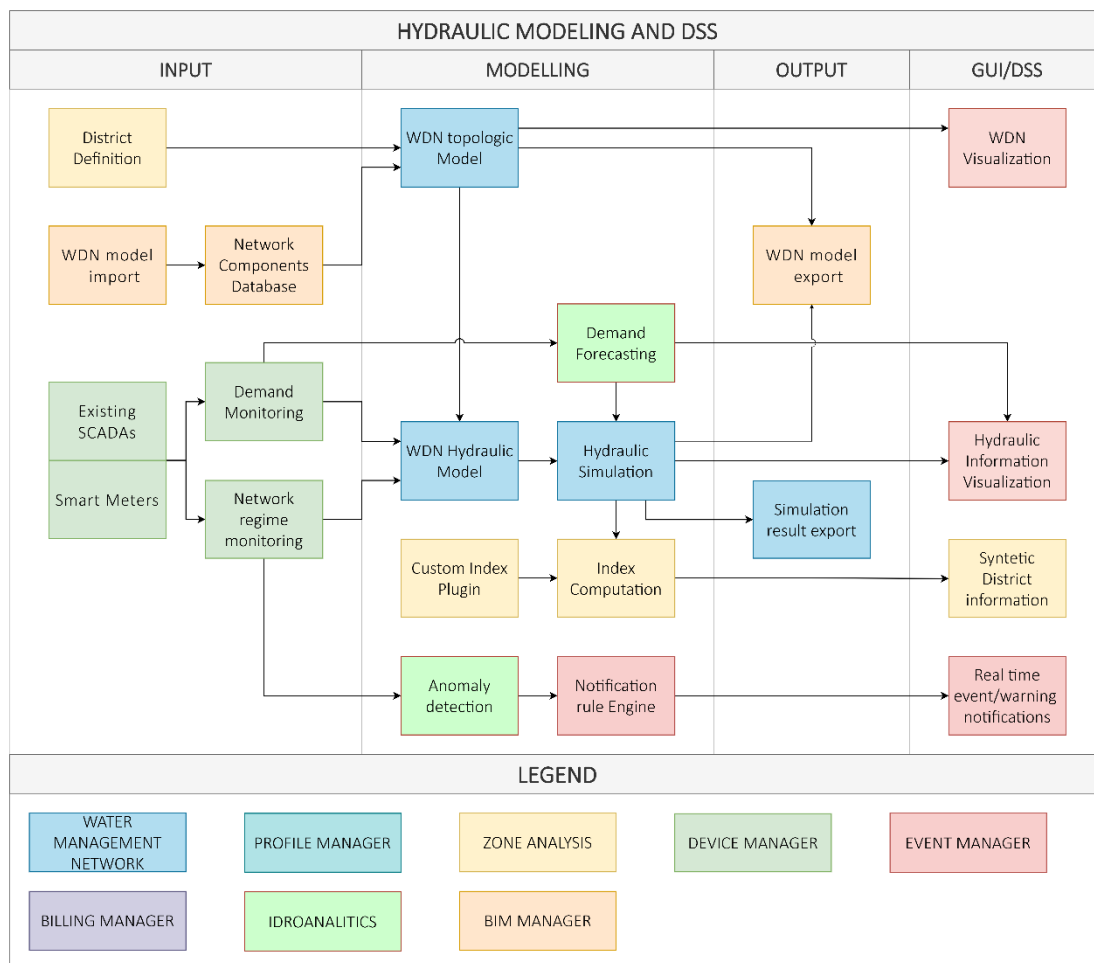 HYDRAULIC MODELING AND DSS
INPUT
MODELLING
OUTPUT
GUI/DSS
District
Definition
WDN topologic
Model
WDN
Visualization
WDN model
import
Network
Components
Database
WDN model
export
Demand
Forecasting
Existing
SCADAs
Demand
Monitoring
WDN Hydraulic
Model
Hydraulic
Simulation
Hydraulic
Information
Visualization
Smart Meters
Network
regime
monitoring
Simulation
result export
Custom Index
Plugin
Index
Computation
Syntetic
District
information
Anomaly
detection
Notification
rule Engine
Real time
event/warning
notifications
LEGEND
WATER
MANAGEMENT
NETWORK
PROFILE MANAGER
ZONE ANALYSIS
DEVICE MANAGER
EVENT MANAGER
BILLING MANAGER
IDROANALITICS
BIM MANAGER